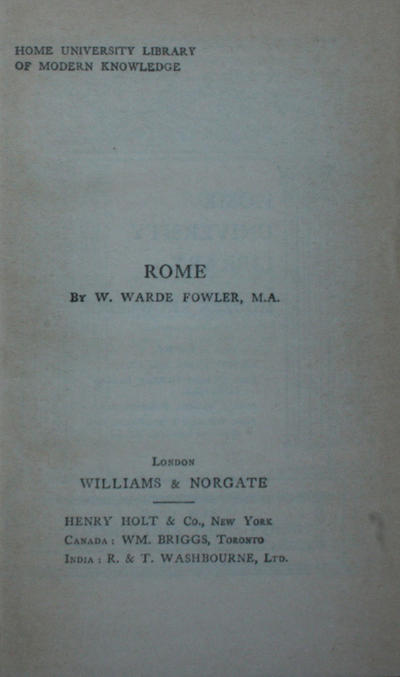 HOME UNIVERSITY LIBRARY
OF MODERN KNOWLEDGE
ROME
By W. WARDE FOWLER, M.A.
London
WILLIAMS & NORGATE
HENRY HOLT & Co., New York
Canada: WM. BRIGGS, Toronto
India: R. & T. WASHBOURNE, Ltd.